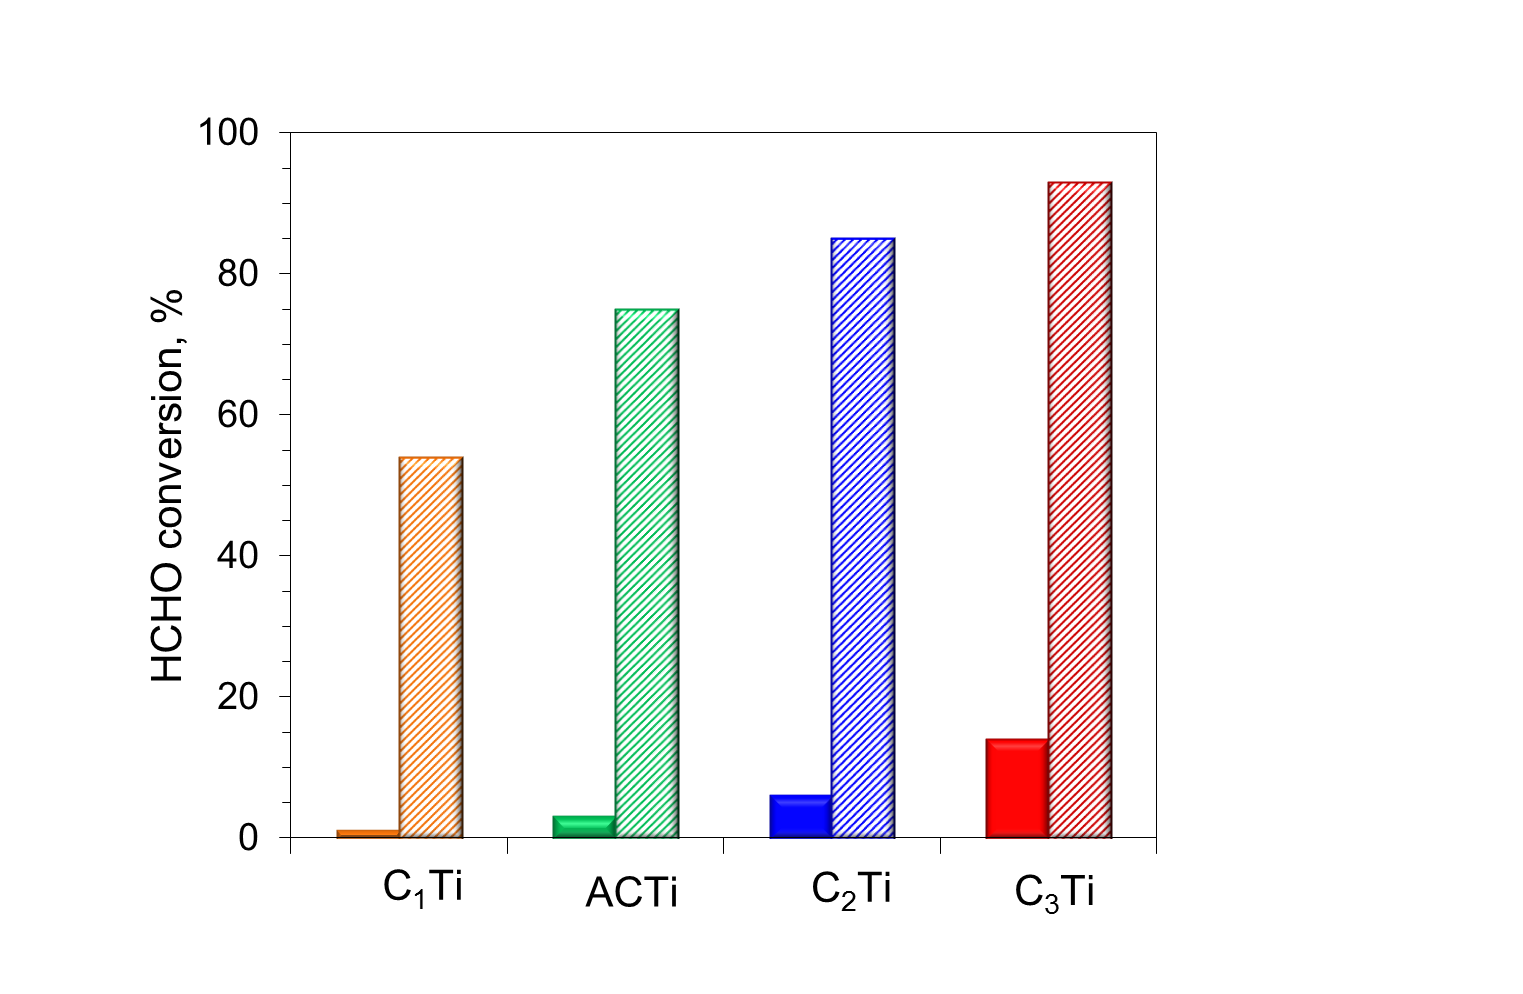 100
80
60
40
20
0
HCHO conversion, %
C₁Ti
ACTi
C₂Ti
C₃Ti